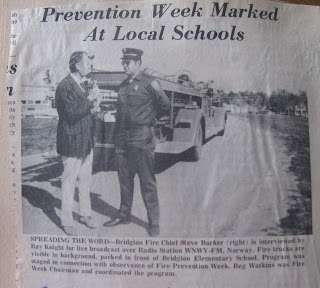 Prevention Week Marked
At Local Schools
SPREADING THE WORD—Bridgton Fire Chief Steve Barker (right) is interviewed by
Ray Knight for live broadcast over Radio Station WNWY-FM, Norway. Fire trucks are
visible in background, parked in front of Bridgton Elementary School. Program was
staged in connection with observance of Fire Prevention Week. Reg Watkins was Fire
Week Chairman and coordinated the program.